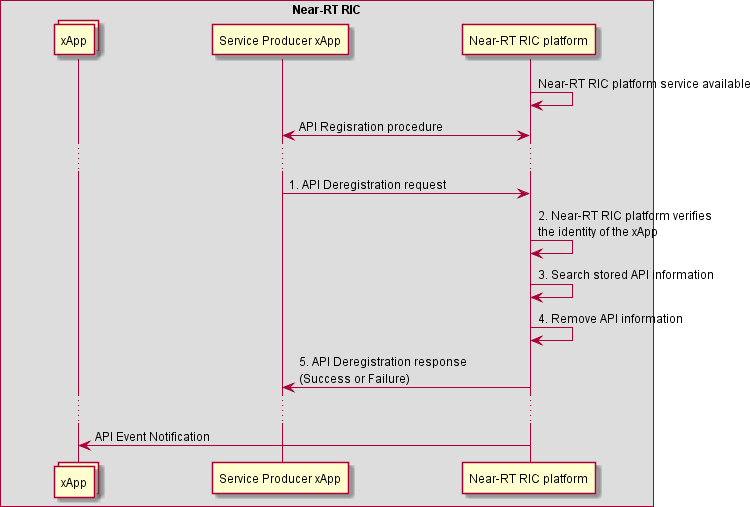 Near-RT RIC
xApp
Service Producer xApp
Near-RT RIC platform
Near-RT RIC platform service available
API Regisration procedure
1. API Deregistration request
2. Near-RT RIC platform verifies
the identity of the xApp
3. Search stored API information
4. Remove API information
5. API Deregistration response
(Success or Failure)
API Event Notification
xApp
Service Producer xApp
Near-RT RIC platform